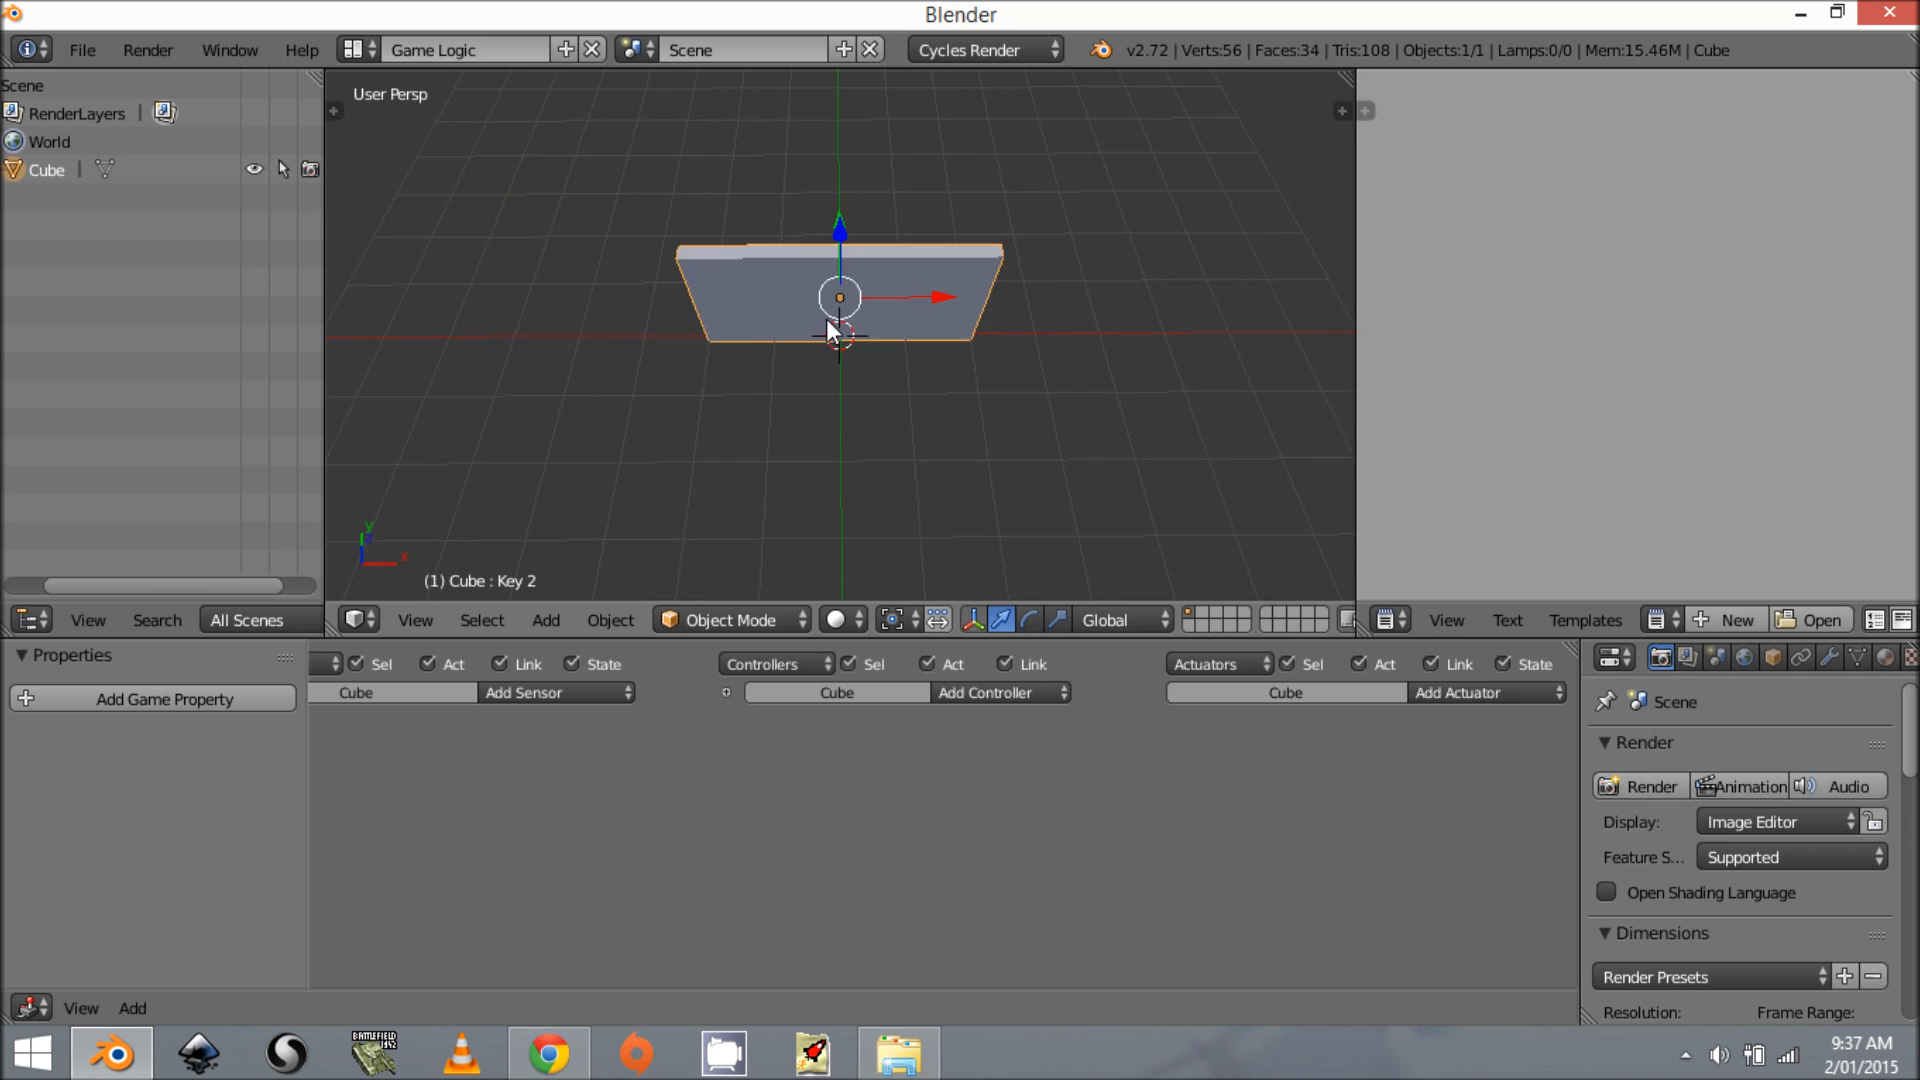 Blender
File Render Window Help Game Logic Scene Cycles Render v2.72 | Verts:56 | Faces:34 | Tris:108 | Objects:1/1 | Lamps:0/0 | Mem:15.46M | Cube
Scene
RenderLayers |
World
Cube |
User Persp
y
z
x
(1) Cube : Key 2
View Search All Scenes
View Select Add Object Object Mode Global
View Text Templates New Open
Properties
Add Game Property
Sel Act Link State
Cube Add Sensor
Controllers Sel Act Link
Cube Add Controller
Actuators Sel Act Link State
Cube Add Actuator
Scene
Render
Render Animation Audio
Display: Image Editor
Feature S... Supported
Open Shading Language
Dimensions
Render Presets
Resolution: Frame Range:
View Add
BATTLEFIELD
1942
9:37 AM
2/01/2015